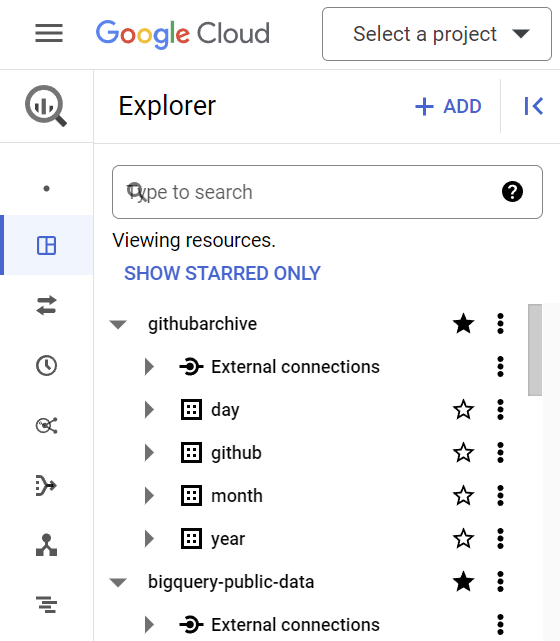 Google Cloud
Select a project
Explorer
+ ADD
Type to search
?
Viewing resources.
SHOW STARRED ONLY
githubarchive
External connections
day
github
month
year
bigquery-public-data
External connections